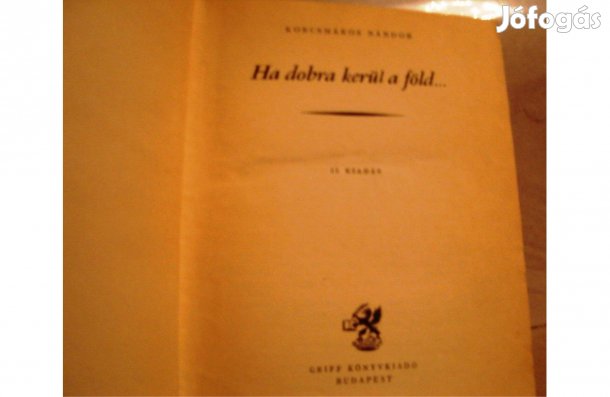 Jófogás
KORCSMÁROS NÁNDOR
Ha dobra kerül a föld...
II KIADÁS
GRIFF KÖNYVKIADÓ
BUDAPEST